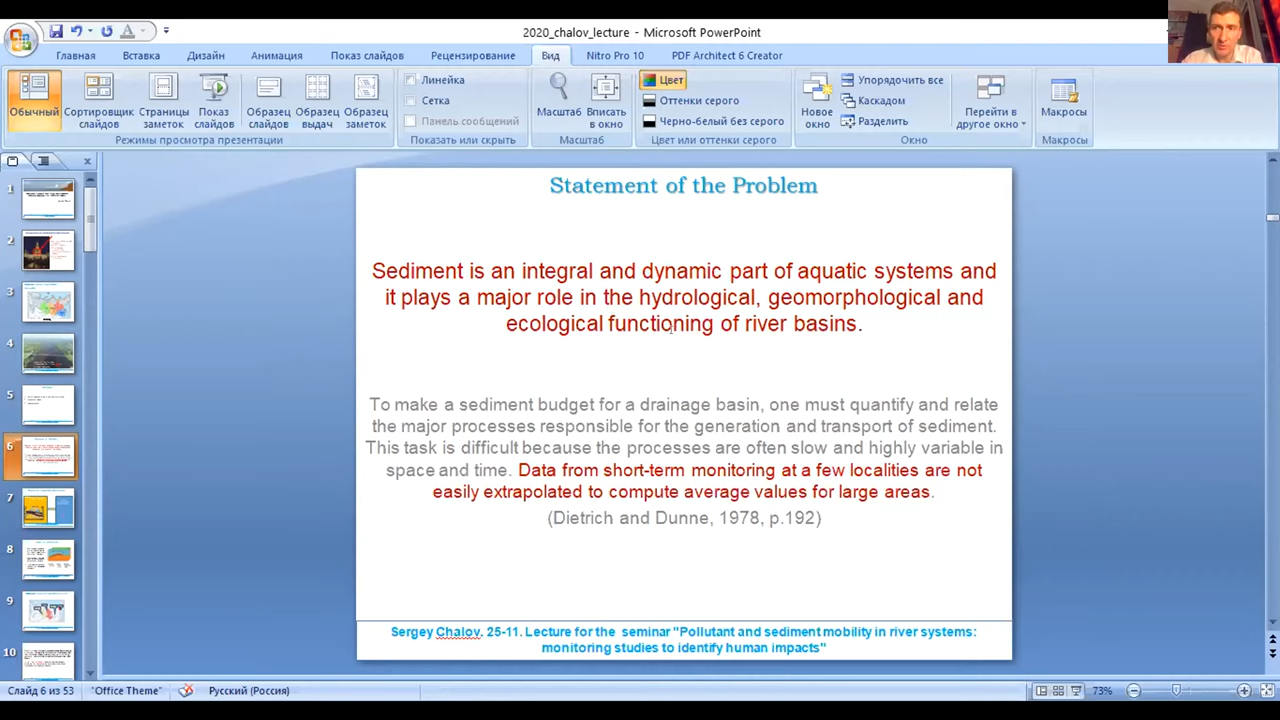 2020_chalov_lecture - Microsoft PowerPoint
Главная Вставка Дизайн Анимация Показ слайдов Рецензирование Вид Nitro Pro 10 PDF Architect 6 Creator
Обычный
Сортировщик слайдов
Страницы заметок
Показ слайдов
Режимы просмотра презентации
Образец слайдов
Образец выдач
Образец заметок
Линейка
Сетка
Панель сообщений
Показать или скрыть
Масштаб
Вписать в окно
Масштаб
Цвет
Оттенки серого
Черно-белый без серого
Цвет или оттенки серого
Новое окно
Упорядочить все
Каскадом
Разделить
Перейти в другое окно
Окно
Макросы
Макросы
1
2
3
4
5
6
7
8
9
10
Statement of the Problem
Sediment is an integral and dynamic part of aquatic systems and
it plays a major role in the hydrological, geomorphological and
ecological functioning of river basins.
To make a sediment budget for a drainage basin, one must quantify and relate
the major processes responsible for the generation and transport of sediment.
This task is difficult because the processes are often slow and highly variable in
space and time. Data from short-term monitoring at a few localities are not
easily extrapolated to compute average values for large areas.
(Dietrich and Dunne, 1978, p.192)
Sergey Chalov. 25-11. Lecture for the seminar "Pollutant and sediment mobility in river systems:
monitoring studies to identify human impacts"
Слайд 6 из 53 "Office Theme" Русский (Россия) 73%